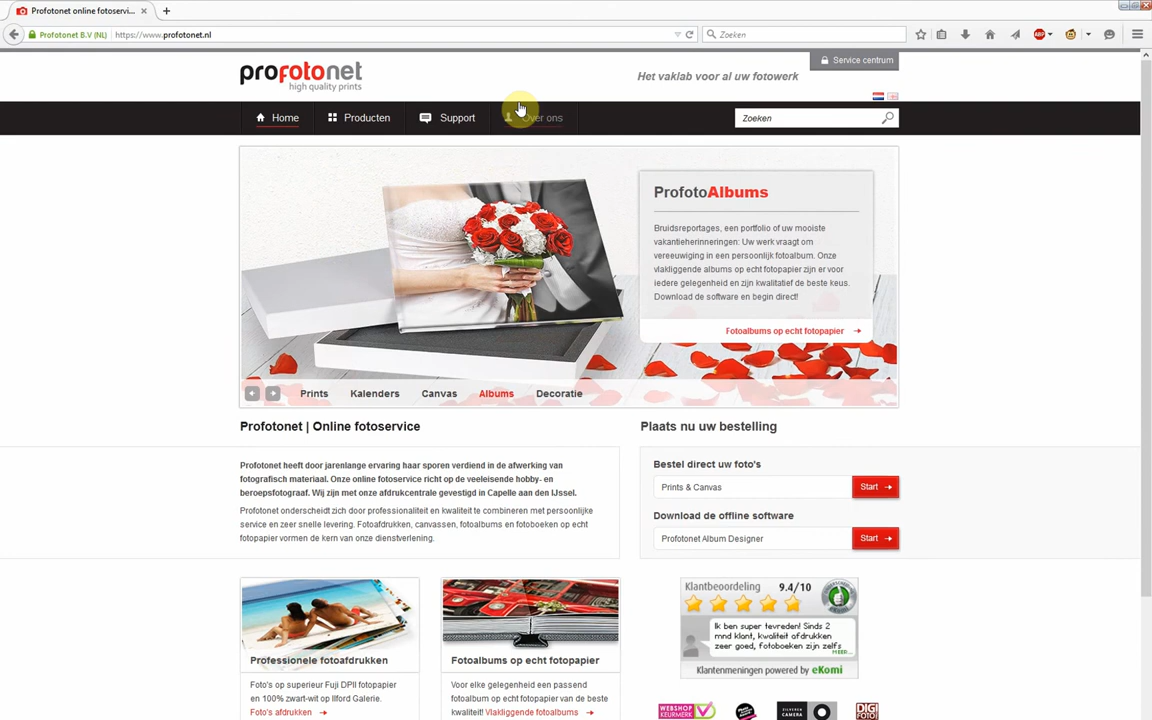 Profotonet online fotoservi...
Profotonet B.V (NL)
https://www.profotonet.nl
Zoeken
ABP
profotonet
high quality prints
Het vaklab voor al uw fotowerk
Service centrum
Home
Producten
Support
Over ons
Zoeken
ProfotoAlbums
Bruidsreportages, een portfolio of uw mooiste
vakantieherinneringen: Uw werk vraagt om
vereeuwiging in een persoonlijk fotoalbum. Onze
vlakliggende albums op echt fotopapier zijn er voor
iedere gelegenheid en zijn kwalitatief de beste keus.
Download de software en begin direct!
Fotoalbums op echt fotopapier
Prints
Kalenders
Canvas
Albums
Decoratie
Profotonet | Online fotoservice
Profotonet heeft door jarenlange ervaring haar sporen verdiend in de afwerking van
fotografisch materiaal. Onze online fotoservice richt op de veeleisende hobby- en
beroepsfotograaf. Wij zijn met onze afdrukcentrale gevestigd in Capelle aan den IJssel.
Profotonet onderscheidt zich door professionaliteit en kwaliteit te combineren met persoonlijke
service en zeer snelle levering. Fotoafdrukken, canvassen, fotoalbums en fotoboeken op echt
fotopapier vormen de kern van onze dienstverlening.
Plaats nu uw bestelling
Bestel direct uw foto's
Prints & Canvas
Start
Download de offline software
Profotonet Album Designer
Start
Professionele fotoafdrukken
Foto's op superieur Fuji DPII fotopapier
en 100% zwart-wit op Ilford Galerie.
Foto's afdrukken
Fotoalbums op echt fotopapier
Voor elke gelegenheid een passend
fotoalbum op echt fotopapier van de beste
kwaliteit! Vlakliggende fotoalbums
Klantbeoordeling
9.4/10
Ik ben super tevreden! Sinds 2
mnd klant, kwaliteit afdrukken
zeer goed, fotoboeken zijn zelfs
MEER...
Klantenmeningen powered by eKomi
WEBSHOP
KEURMERK
CAMERA
DIGI
FOTO